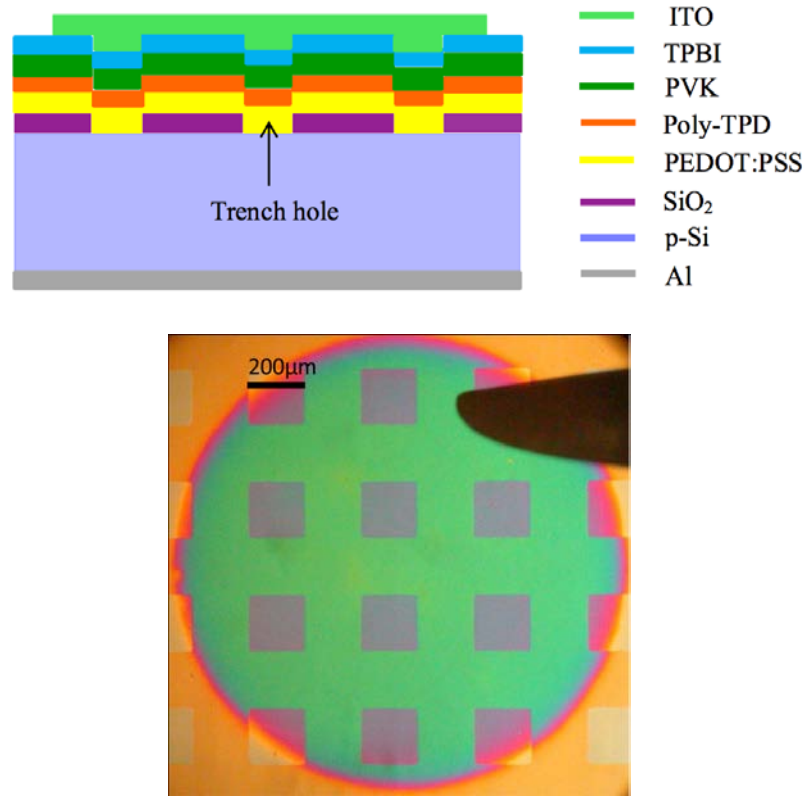 ITO
TPBI
PVK
Poly-TPD
PEDOT:PSS
SiO₂
p-Si
Al
Trench hole
200μm